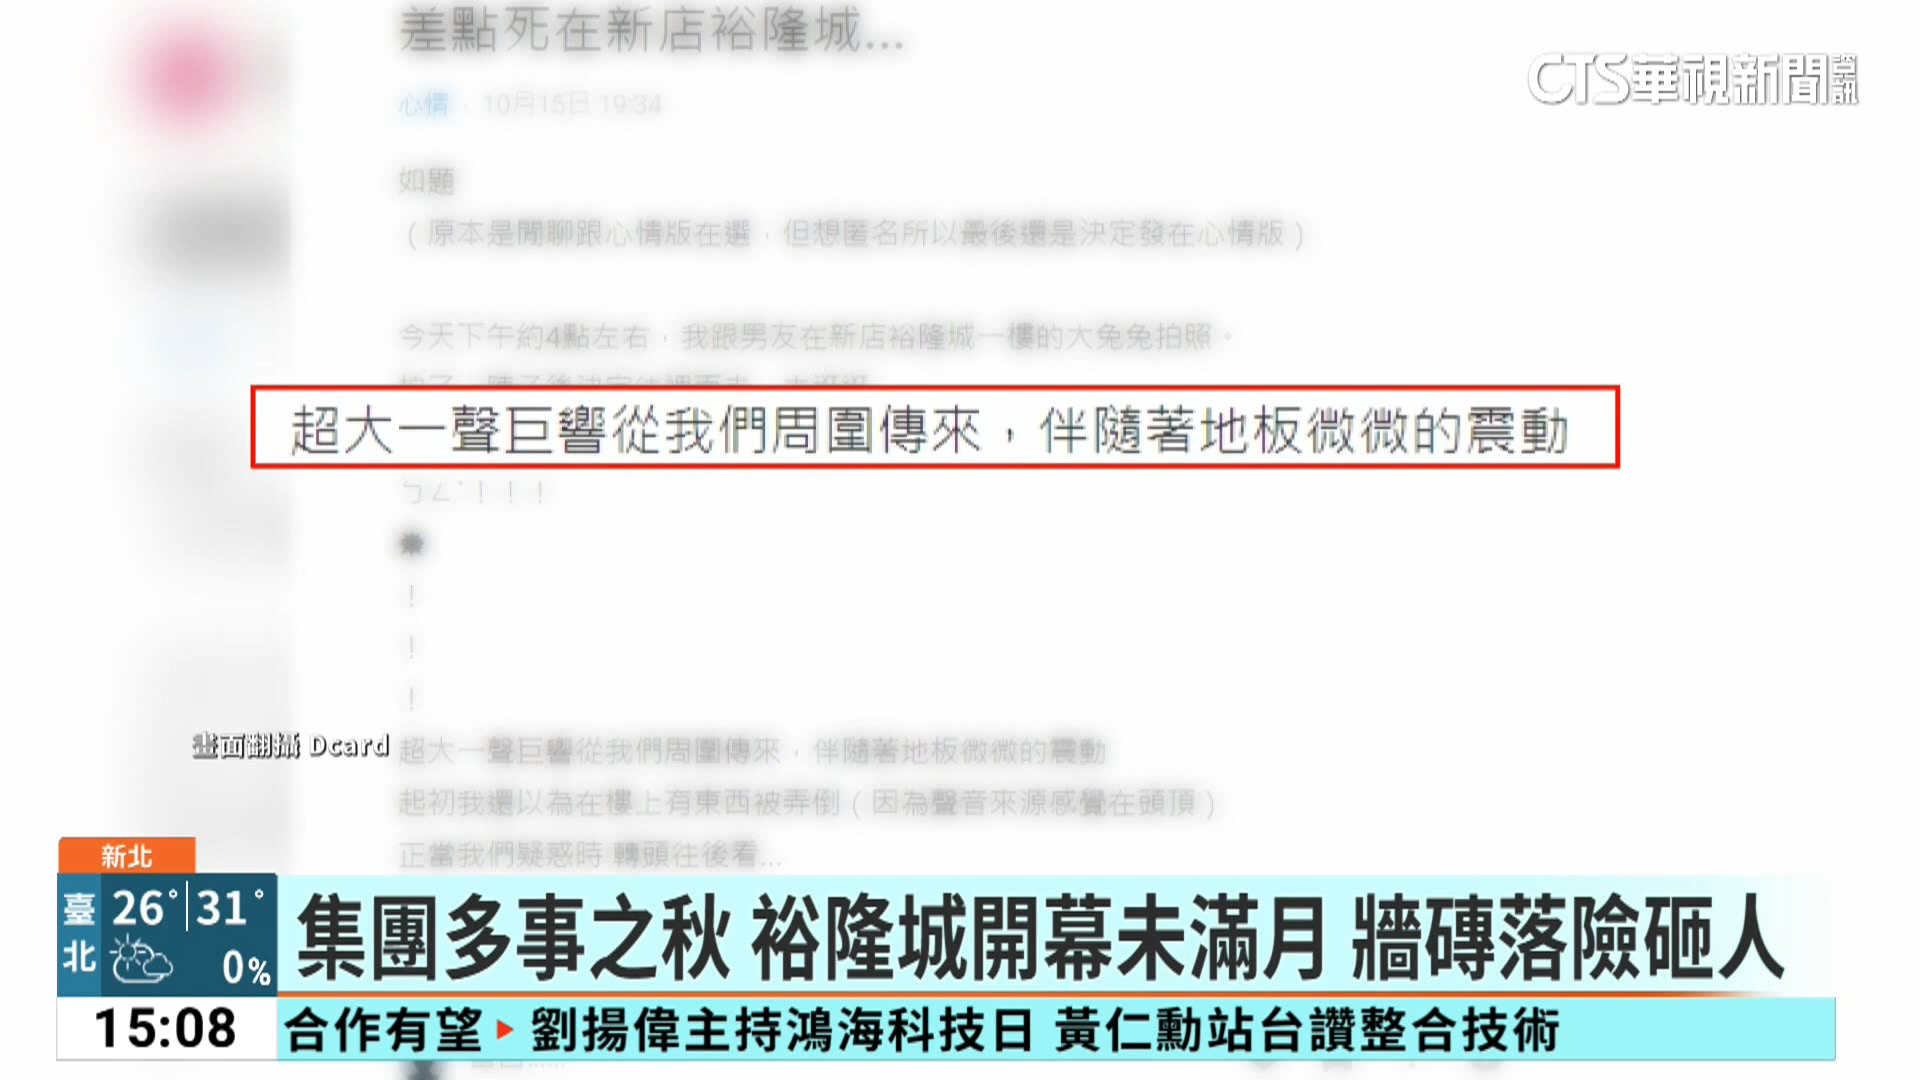 差點死在新店裕隆城...
CTS華視新聞資訊
心情 · 10月15日 19:34
如題
（原本是閒聊跟心情版在選，但想匿名所以最後還是決定發在心情版）
今天下午約4點左右，我跟男友在新店裕隆城一樓的大兔兔拍照。
超大一聲巨響從我們周圍傳來，伴隨著地板微微的震動
ㄘㄥˋ！！！
！
！
！
畫面翻攝 Dcard
超大一聲巨響從我們周圍傳來，伴隨著地板微微的震動
起初我還以為在樓上有東西被弄倒（因為聲音來源感覺在頭頂）
正當我們疑惑時 轉頭往後看...
新北
臺北 26° 31° 0%
集團多事之秋 裕隆城開幕未滿月 牆磚落險砸人
15:08
合作有望▶劉揚偉主持鴻海科技日 黃仁勳站台讚整合技術